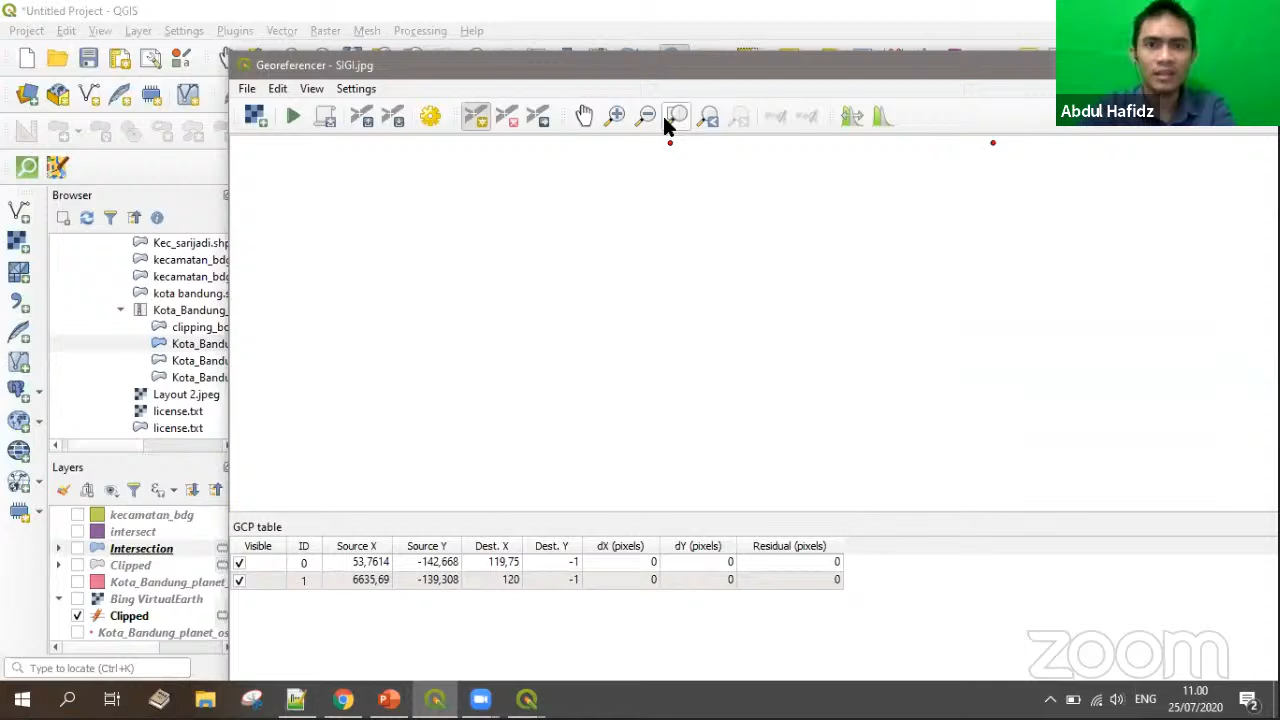 *Untitled Project - QGIS
Project Edit View Layer Settings Plugins Vector Raster Mesh Processing Help
Georeferencer - SIGI.jpg
File Edit View Settings
Abdul Hafidz
Browser
Kec_sarijadi.shp
kecamatan_bdg
kecamatan_bdg
kota bandung.s
Kota_Bandung_
clipping_bo
Kota_Bandu
Kota_Bandu
Kota_Bandu
Layout 2.jpeg
license.txt
license.txt
Layers
kecamatan_bdg
intersect
Intersection
Clipped
Kota_Bandung_planet_
Bing VirtualEarth
Clipped
Kota_Bandung_planet_os
GCP table
Visible ID Source X Source Y Dest. X Dest. Y dX (pixels) dY (pixels) Residual (pixels)
0 53,7614 -142,668 119,75 -1 0 0 0
1 6635,69 -139,308 120 -1 0 0 0
zoom
Type to locate (Ctrl+K)
ENG
11.00
25/07/2020
2